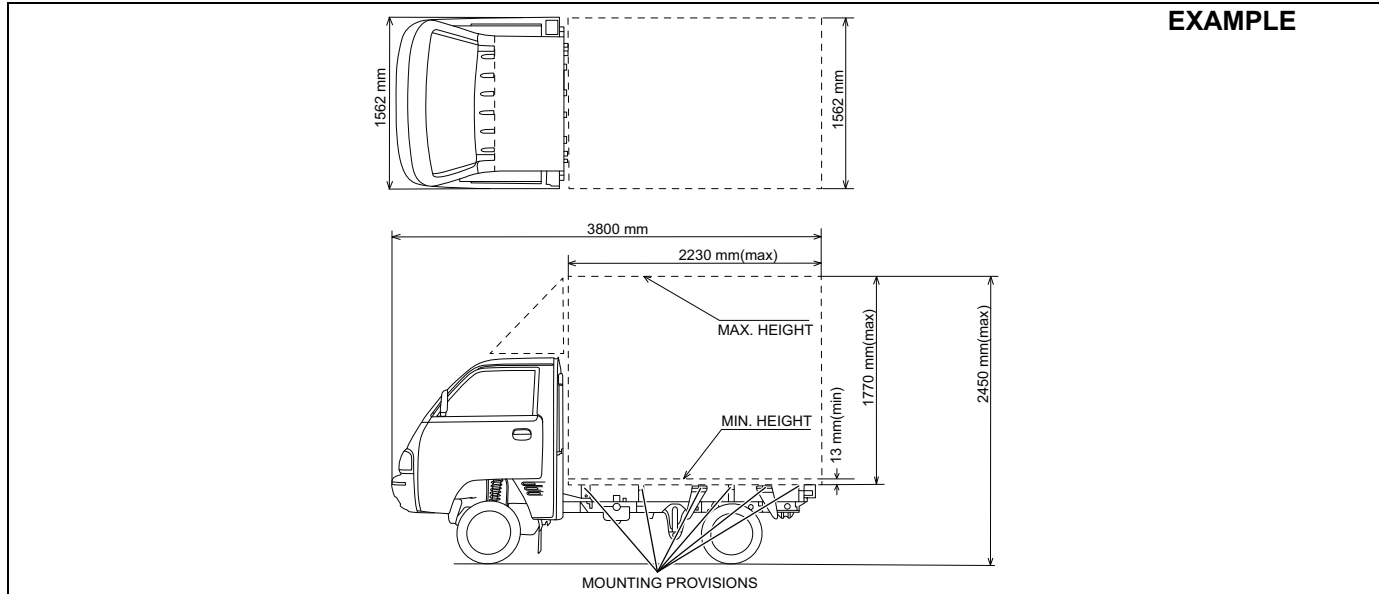 EXAMPLE
1562 mm
1562 mm
3800 mm
2230 mm(max)
MAX. HEIGHT
MIN. HEIGHT
13 mm(min)
1770 mm(max)
2450 mm(max)
MOUNTING PROVISIONS